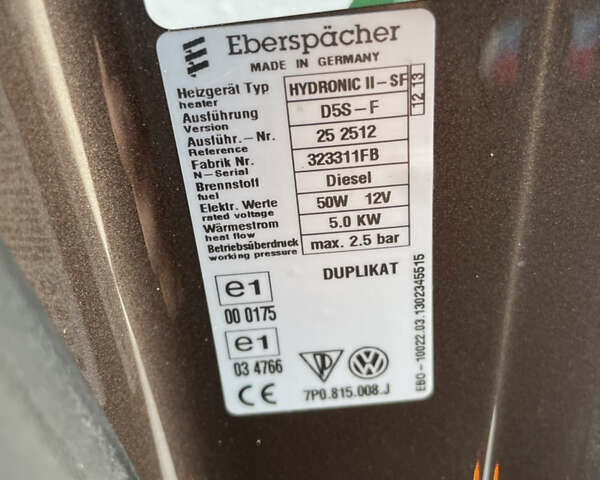 Eberspächer
MADE IN GERMANY
Heizgerät Typ HYDRONIC II-SF
heater
Ausführung D5S-F
Version
Ausführ.-Nr. 25 2512
Reference
Fabrik Nr. 323311FB
N-Serial
Brennstoff Diesel
fuel
Elektr. Werte 50W 12V
rated voltage
Wärmestrom 5.0 KW
heat flow
Betriebsüberdruck max. 2.5 bar
working pressure
12.13
DUPLIKAT
e1
00 0175
e1
03 4766
CE
7P0.815.008.J
EBO-10022.03.1302345515